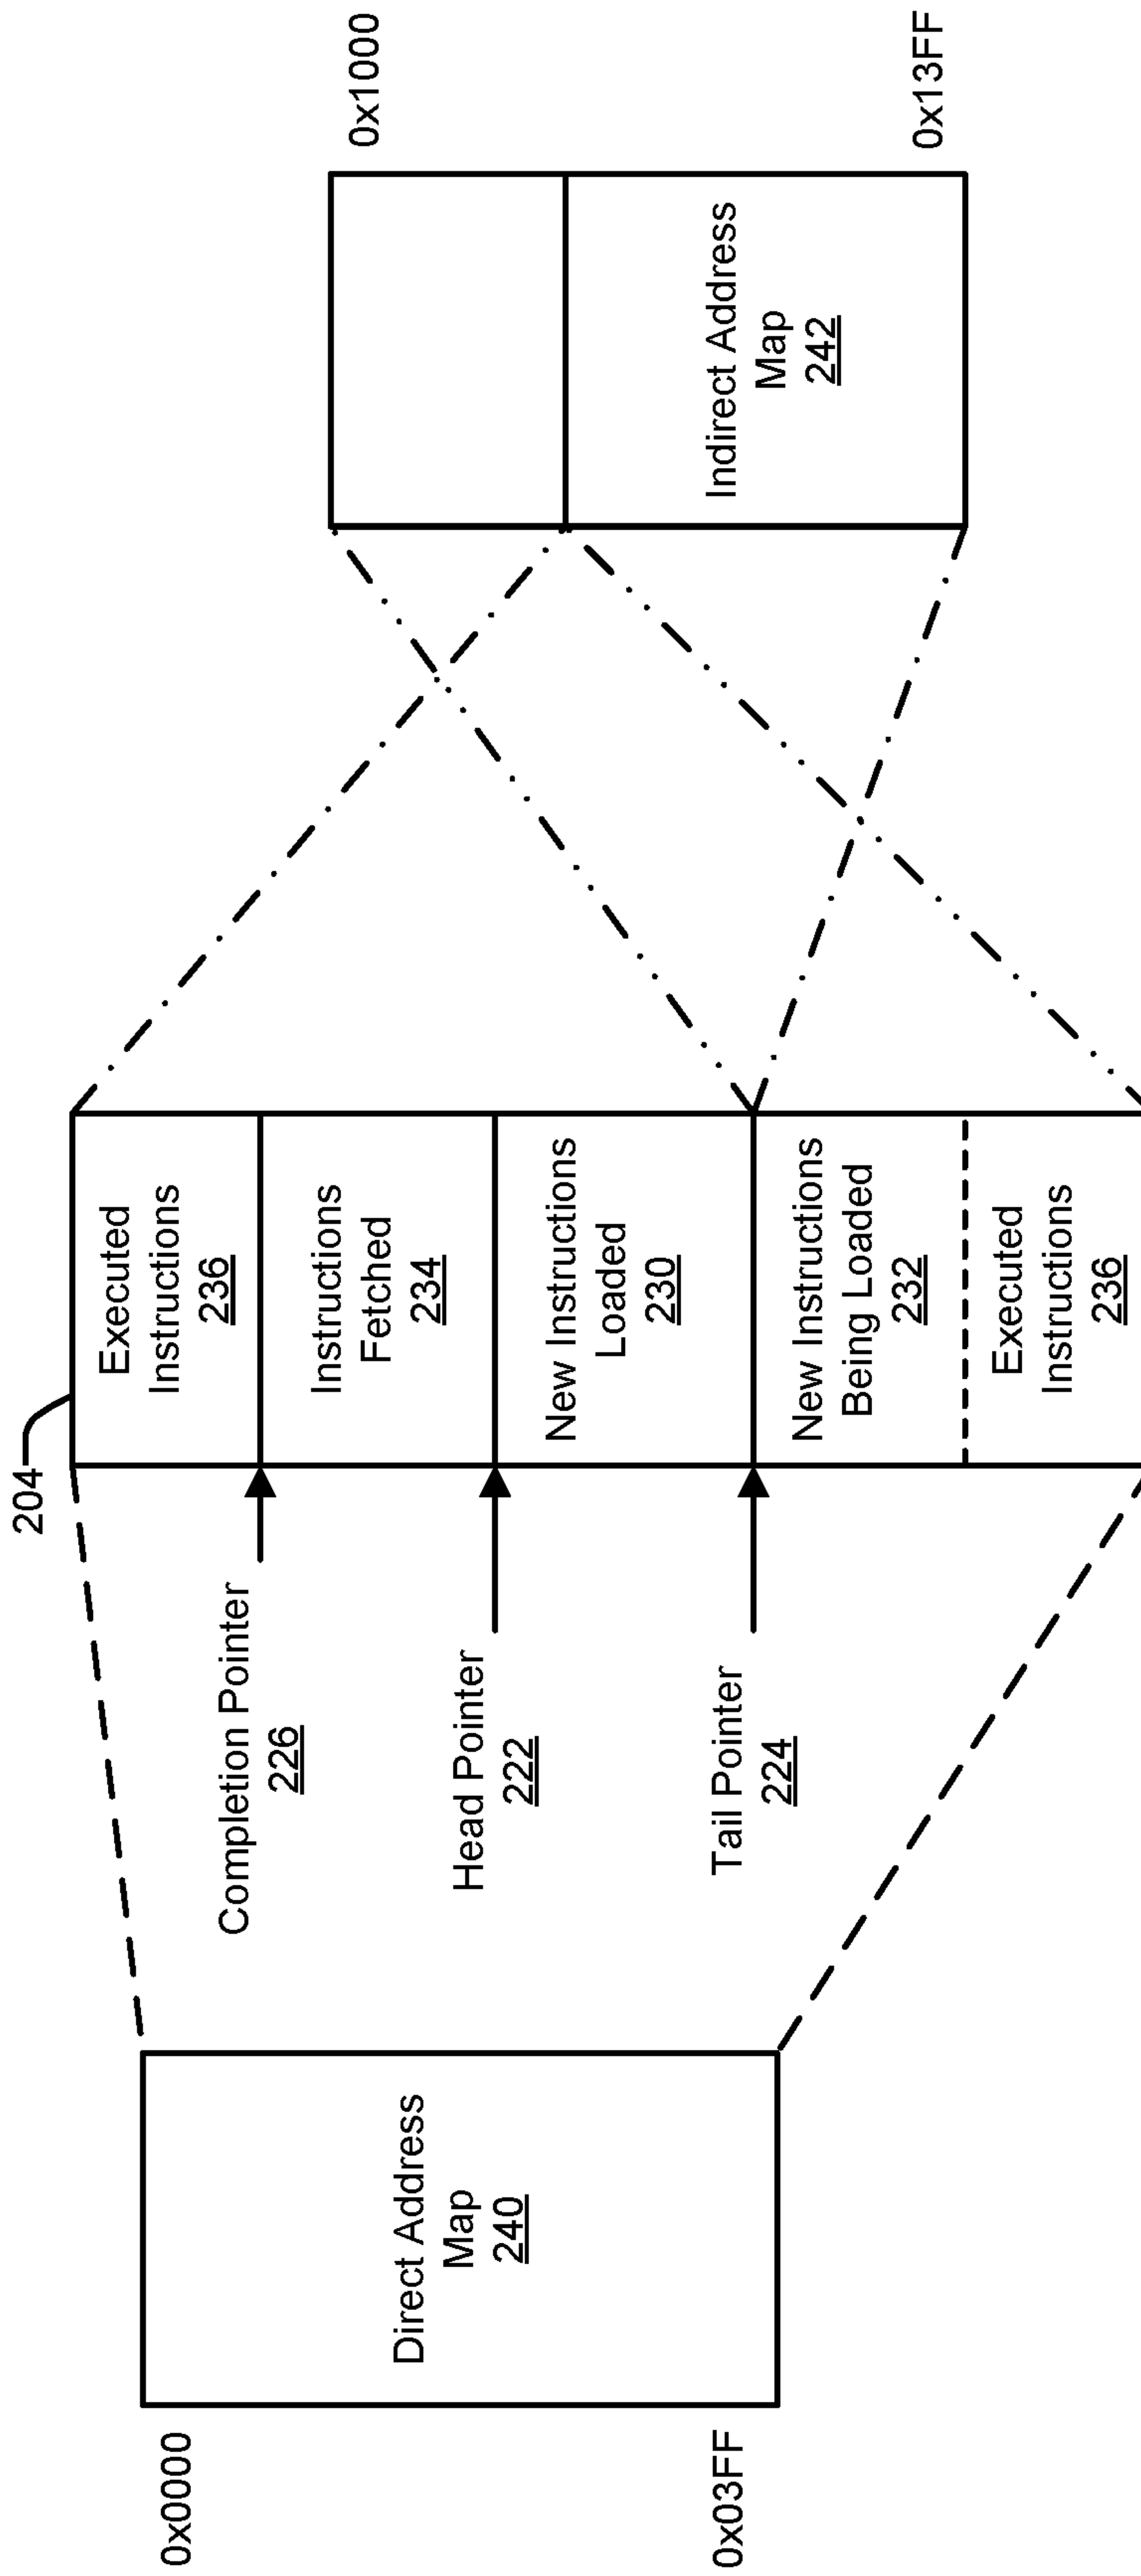 204
0x0000
Direct Address
Map
240
0x03FF
Completion Pointer
226
Head Pointer
222
Tail Pointer
224
Executed
Instructions
236
Instructions
Fetched
234
New Instructions
Loaded
230
New Instructions
Being Loaded
232
Executed
Instructions
236
0x1000
Indirect Address
Map
242
0x13FF